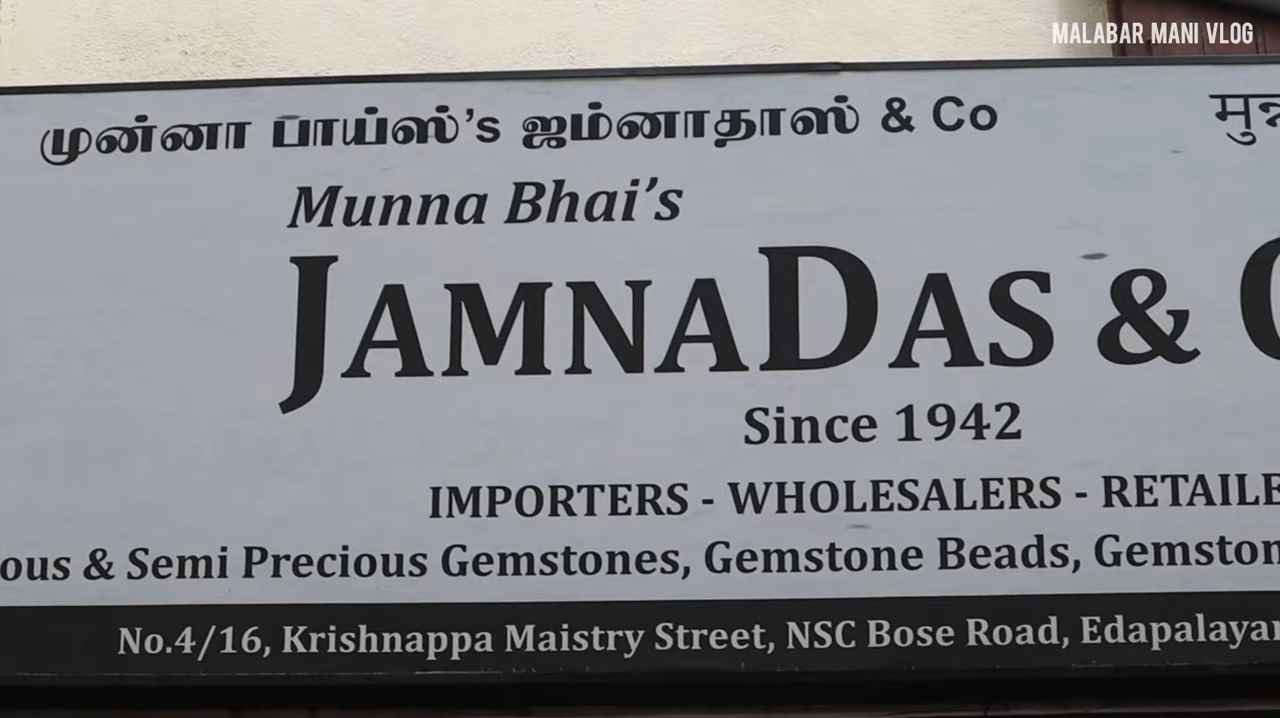 MALABAR MANI VLOG
முன்னா பாய்ஸ்'s ஜம்னாதாஸ் & Co
Munna Bhai's
JAMNADAS &
Since 1942
IMPORTERS - WHOLESALERS -
& Semi Precious Gemstones, Gemstone Beads,
No.4/16, Krishnappa Maistry Street, NSC Bose Road,